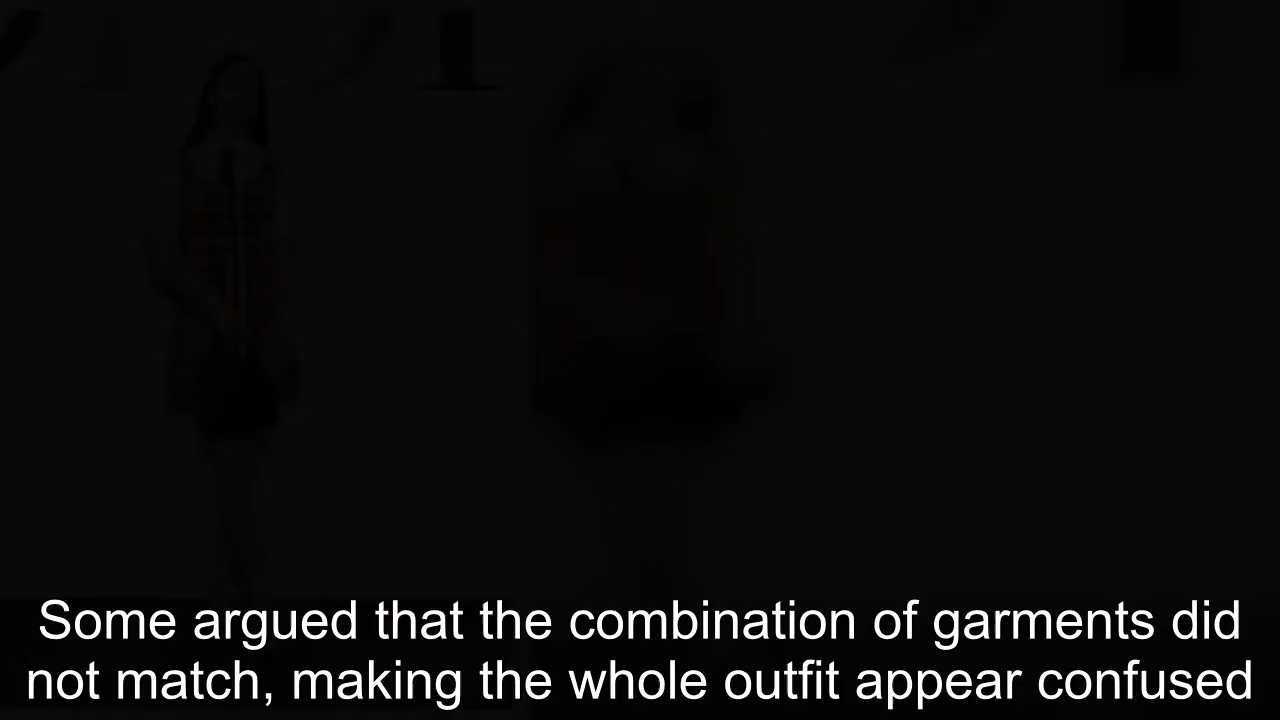 Some argued that the combination of garments did
not match, making the whole outfit appear confused